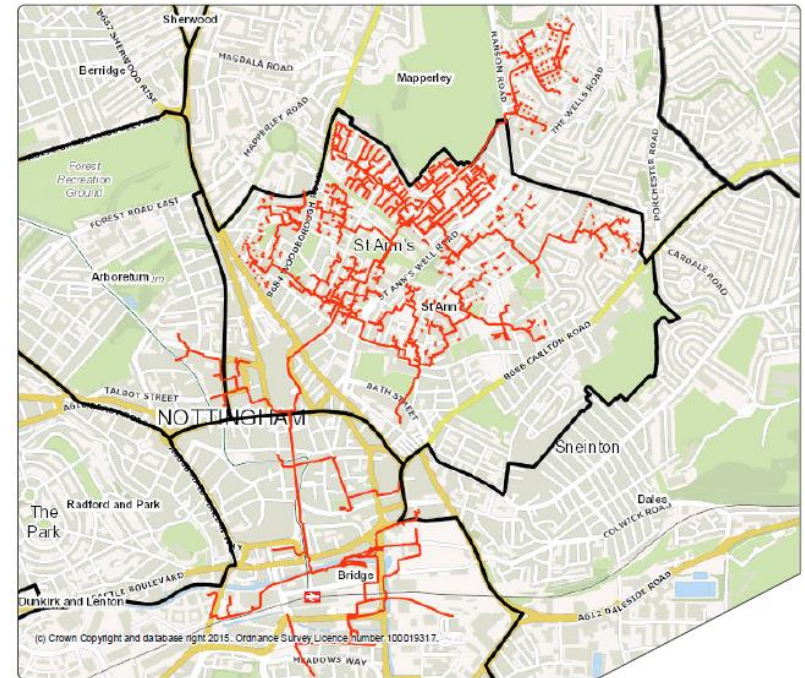 Sherwood
B682 SHERWOOD RISE
MAGDALA ROAD
Berridge
Mapperley
RANSON ROAD
THE WELLS ROAD
MAPPERLEY ROAD
PORCHESTER ROAD
Forest
Recreation
Ground
FOREST ROAD EAST
B684 WOODBOROUGH
St Ann's
ST ANN'S WELL ROAD
CARDALE ROAD
Arboretum
St Ann
B686 CARLTON ROAD
TALBOT STREET
BATH STREET
NOTTINGHAM
Sneinton
Radford and Park
The
Park
Dales
COLWICK ROAD
CASTLE BOULEVARD
Bridge
Dunkirk and Lenton
A612 DALESIDE ROAD
(c) Crown Copyright and database right 2015. Ordnance Survey Licence number 100019317.
MEADOWS WAY